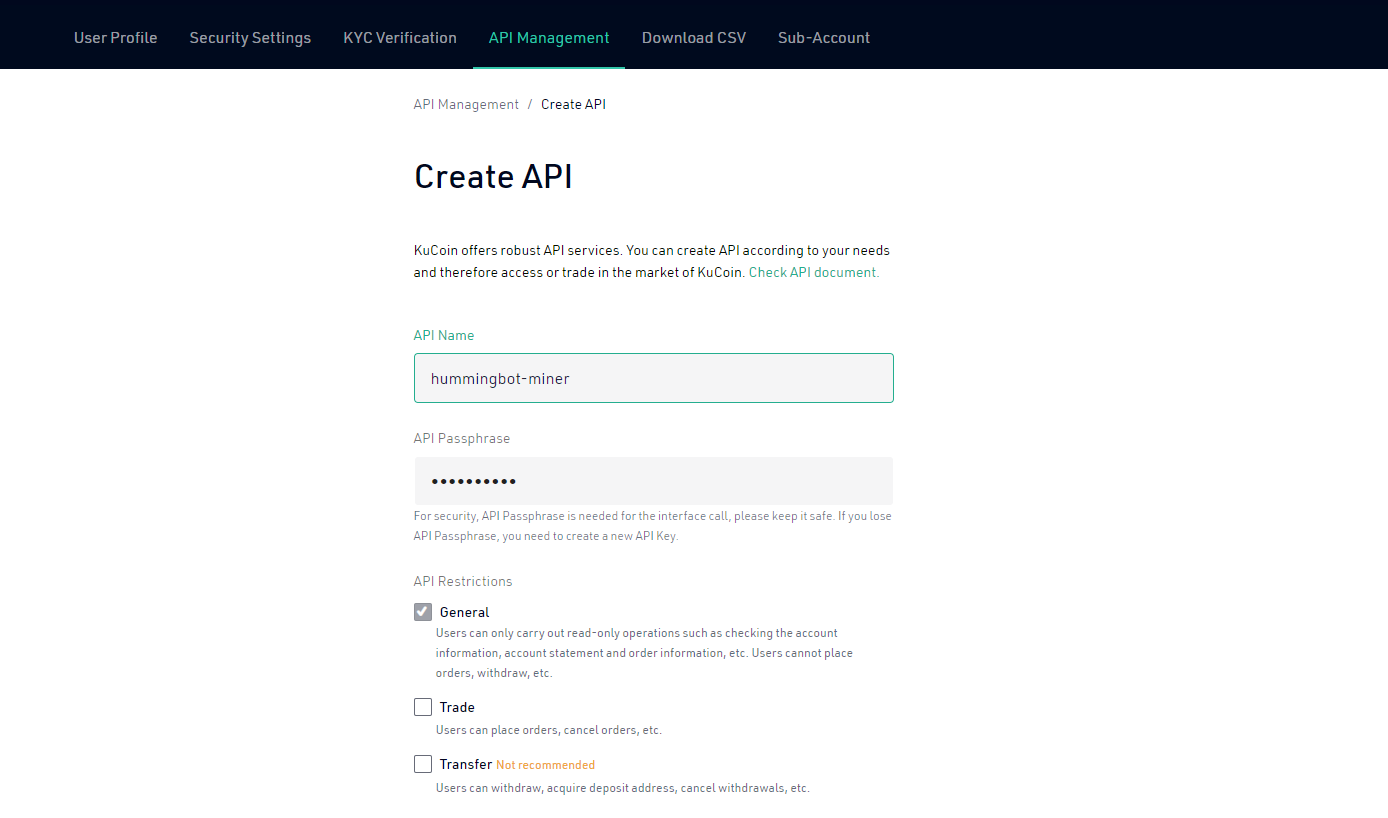 User Profile Security Settings KYC Verification API Management Download CSV Sub-Account
API Management / Create API
Create API
KuCoin offers robust API services. You can create API according to your needs
and therefore access or trade in the market of KuCoin. Check API document.
API Name
hummingbot-miner
API Passphrase
••••••••••
For security, API Passphrase is needed for the interface call, please keep it safe. If you lose
API Passphrase, you need to create a new API Key.
API Restrictions
General
Users can only carry out read-only operations such as checking the account
information, account statement and order information, etc. Users cannot place
orders, withdraw, etc.
Trade
Users can place orders, cancel orders, etc.
Transfer Not recommended
Users can withdraw, acquire deposit address, cancel withdrawals, etc.